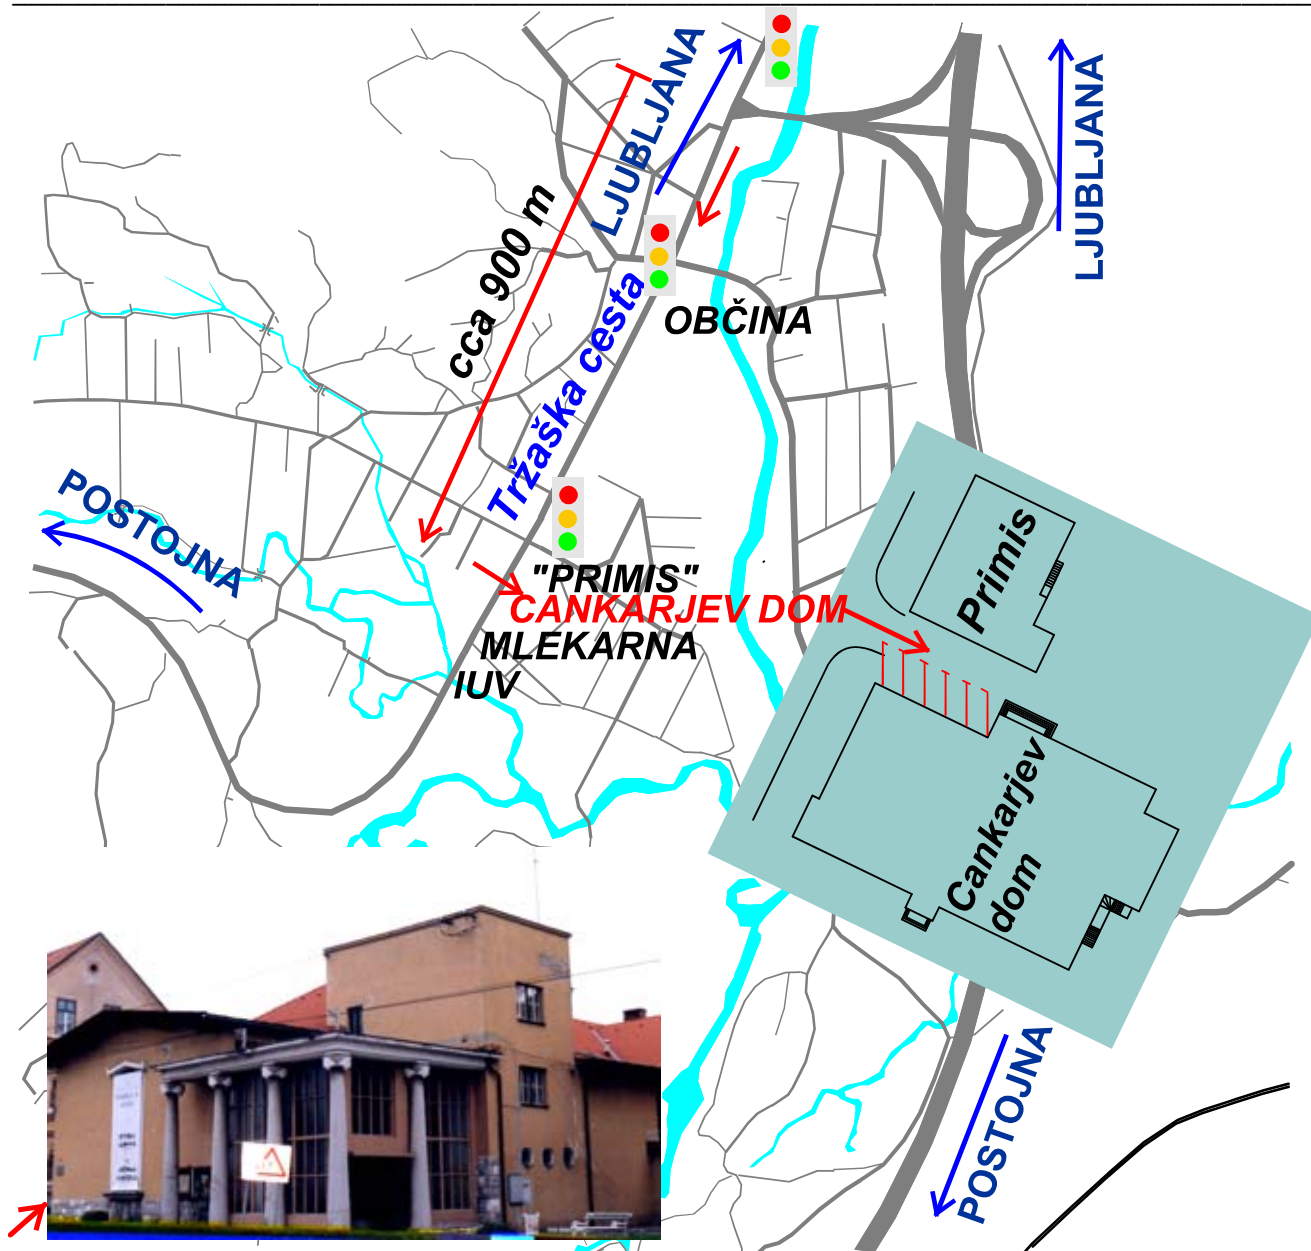 LJUBLJANA
LJUBLJANA
cca 900 m
Tržaška cesta
OBČINA
POSTOJNA
"PRIMIS"
CANKARJEV DOM
MLEKARNA
IUV
Primis
Cankarjev
dom
POSTOJNA